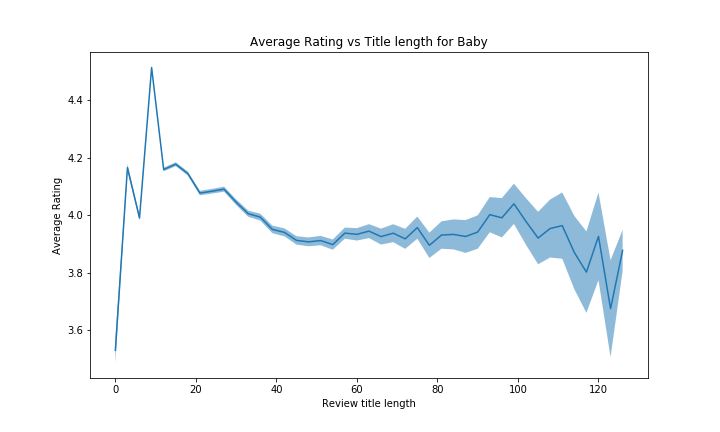 Average Rating vs Title length for Baby
4.4
4.2
4.0
3.8
3.6
Average Rating
0 20 40 60 80 100 120
Review title length